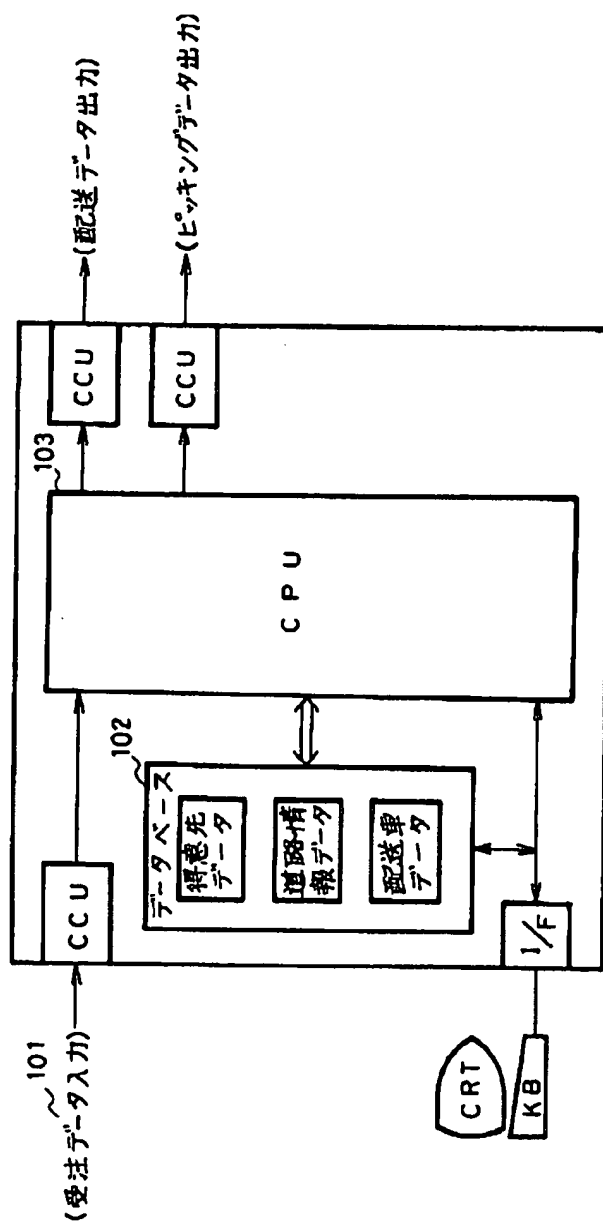 101
(受注データ入力)
CCU
102
データベース
得意先
データ
道路情
報データ
配送車
データ
103
CPU
CCU
(配送データ出力)
CCU
(ピッキングデータ出力)
I/F
CRT
KB